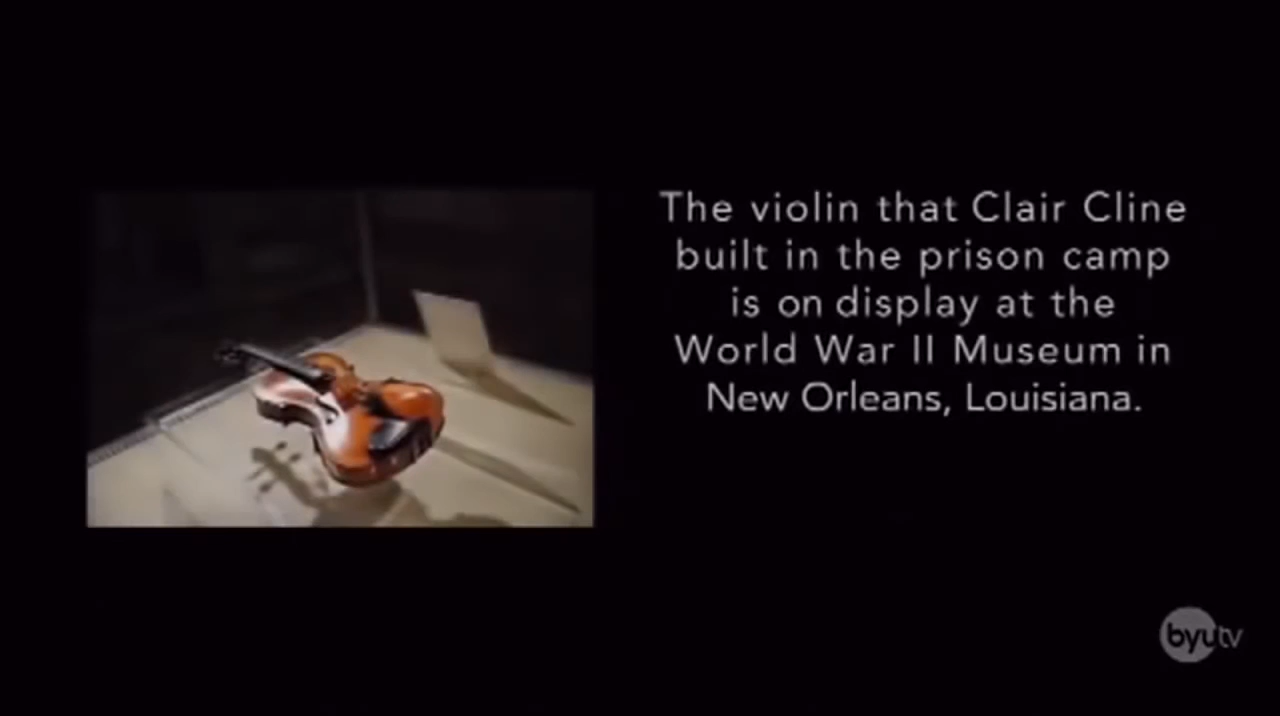 The violin that Clair Cline
built in the prison camp
is on display at the
World War II Museum in
New Orleans, Louisiana.
byutv